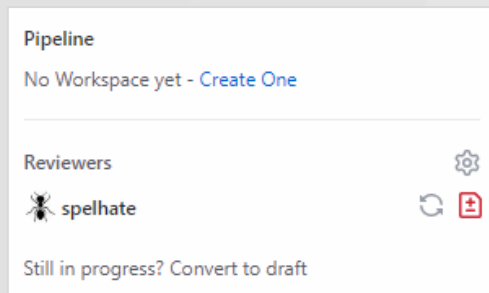 Pipeline
No Workspace yet - Create One
Reviewers
spelhate
Still in progress? Convert to draft